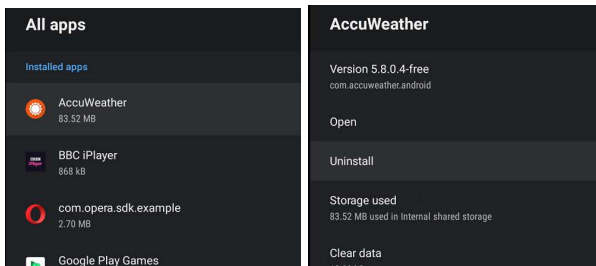 All apps
Installed apps
AccuWeather
83.52 MB
BBC iPlayer
868 kB
com.opera.sdk.example
2.70 MB
Google Play Games
AccuWeather
Version 5.8.0.4-free
com.accuweather.android
Open
Uninstall
Storage used
83.52 MB used in Internal shared storage
Clear data